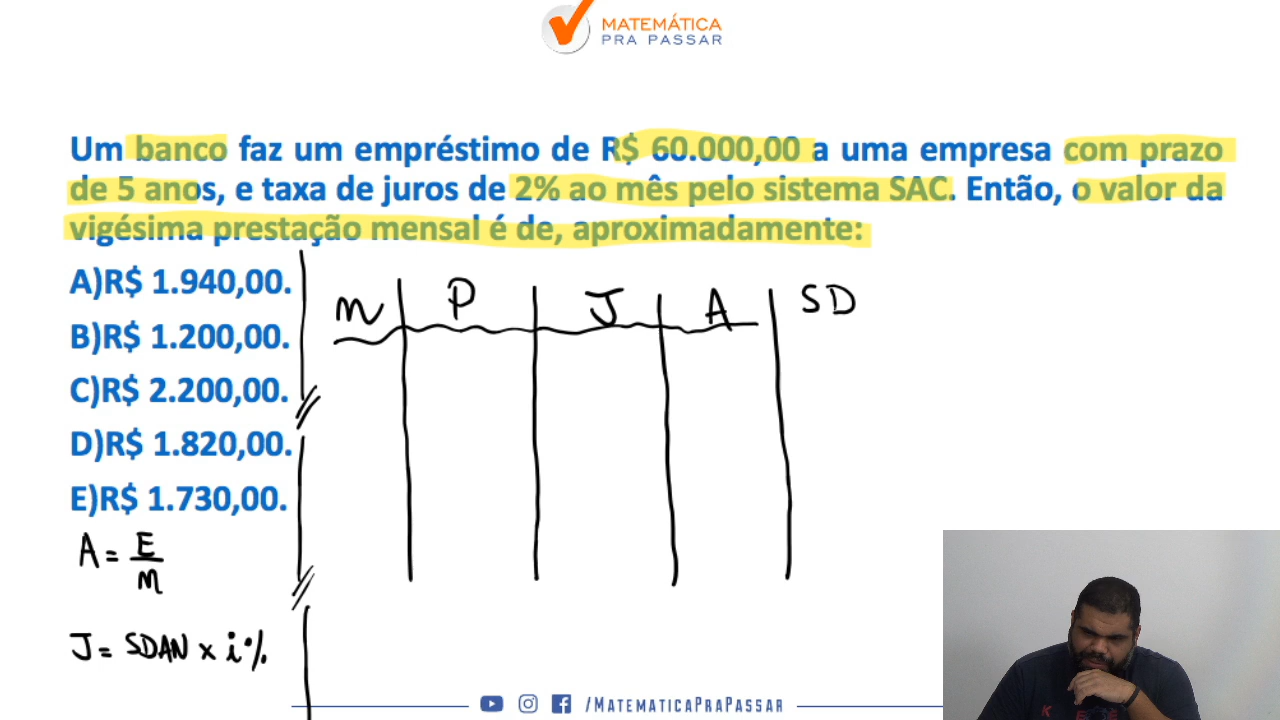 MATEMÁTICA
PRA PASSAR
Um banco faz um empréstimo de R$ 60.000,00 a uma empresa com prazo
de 5 anos, e taxa de juros de 2% ao mês pelo sistema SAC. Então, o valor da
vigésima prestação mensal é de, aproximadamente:
A)R$ 1.940,00.
B)R$ 1.200,00.
C)R$ 2.200,00.
D)R$ 1.820,00.
E)R$ 1.730,00.
n P J A SD
A = E
n
J = SDAN x i%
/MATEMATICAPRAPASSAR